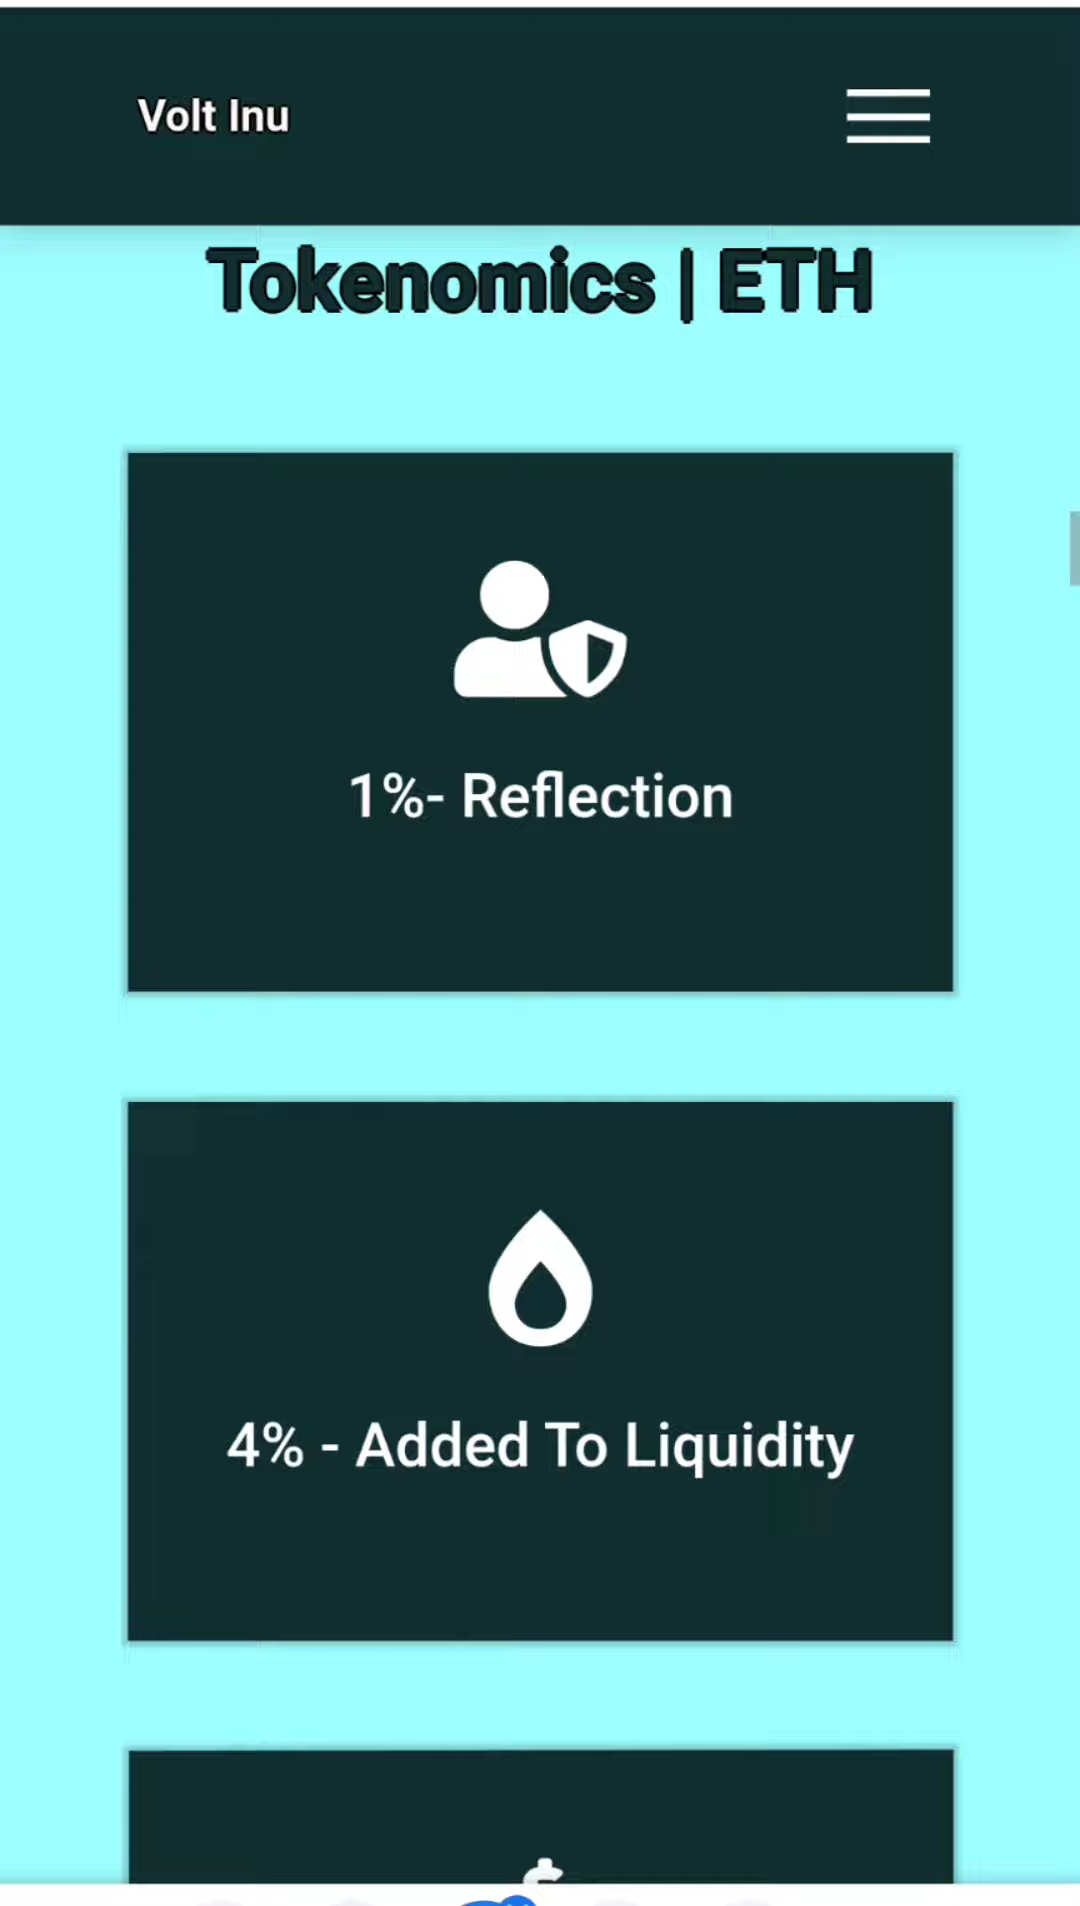 Volt Inu
Tokenomics | ETH
1%- Reflection
4% - Added To Liquidity